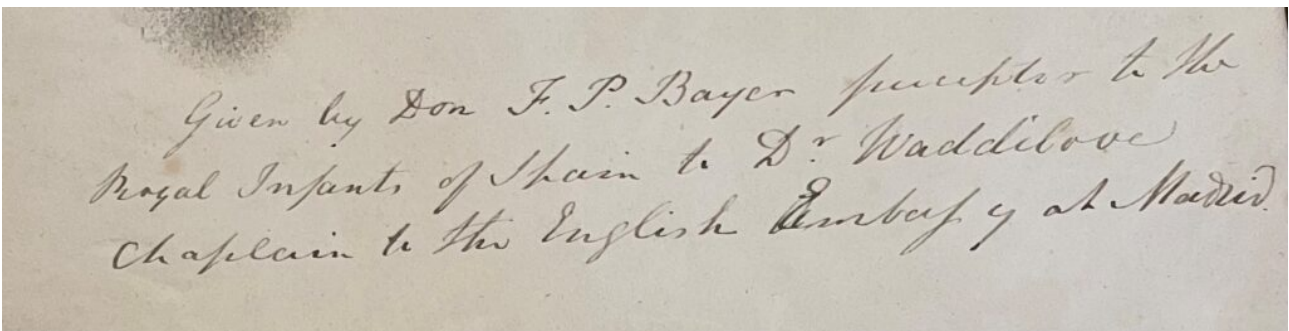 Given by Don F. P. Bayer preceptor to the
Royal Infants of Spain to Dr Waddilove
Chaplain to the English Embassy at Madrid.